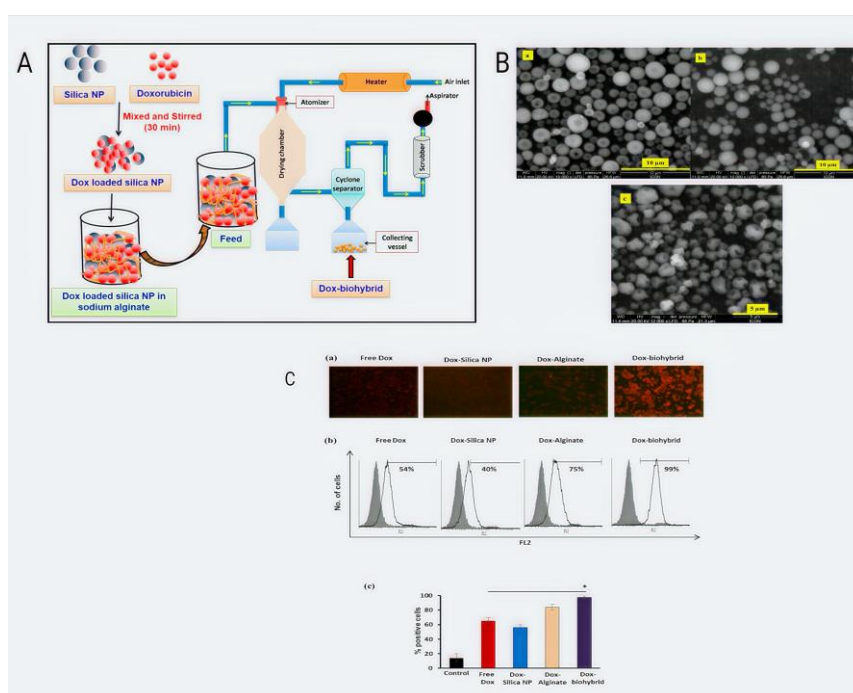 A
Silica NP
Doxorubicin
Mixed and Stirred
(30 min)
Dox loaded silica NP
Dox loaded silica NP in
sodium alginate
Feed
Atomizer
Heater
Air inlet
Aspirator
Drying chamber
Cyclone
separator
Scrubber
Collecting
vessel
Dox-biohybrid
B
a
10 µm
b
10 µm
c
5 µm
C
(a)
Free Dox
Dox-Silica NP
Dox-Alginate
Dox-biohybrid
(b)
Free Dox
Dox-Silica NP
Dox-Alginate
Dox-biohybrid
No. of cells
54%
40%
75%
99%
FL2
(c)
% positive cells
100
80
60
40
20
0
*
Control
Free
Dox
Dox-
Silica NP
Dox-
Alginate
Dox-
biohybrid